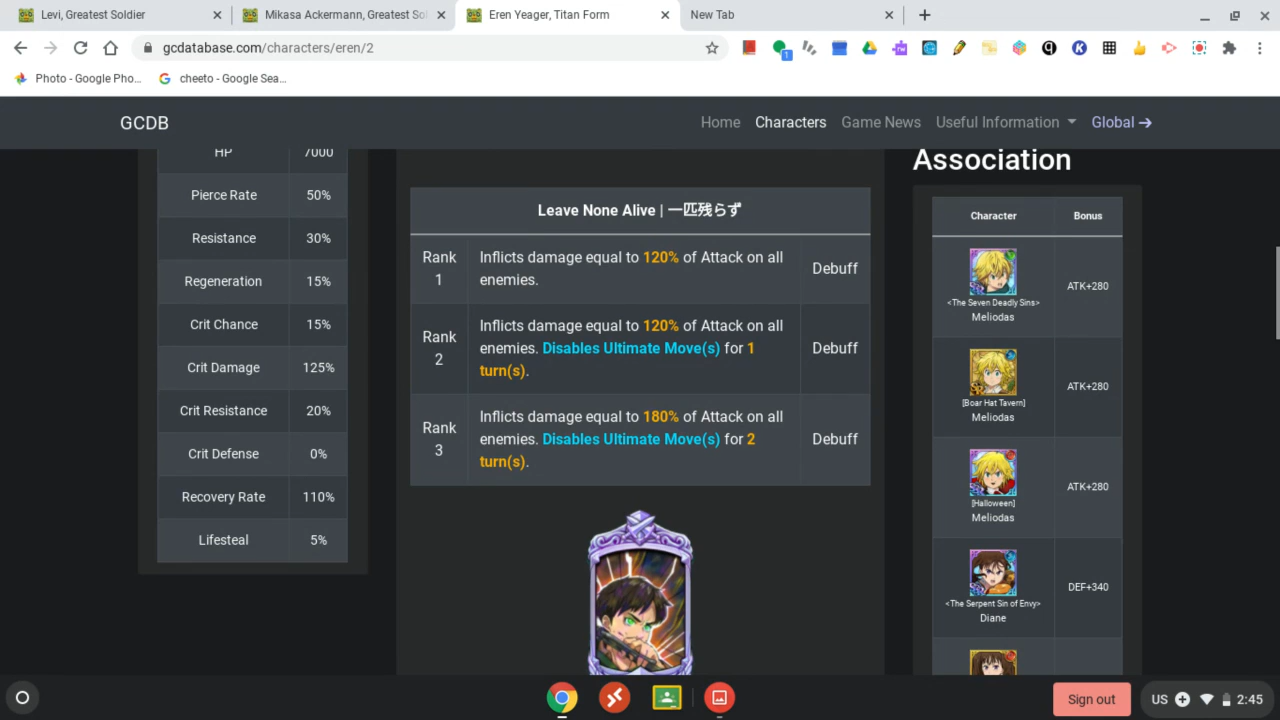 Levi, Greatest Soldier
Mikasa Ackermann, Greatest Sol
Eren Yeager, Titan Form
New Tab
gcdatabase.com/characters/eren/2
1
Photo - Google Pho...
cheeto - Google Sea...
GCDB
Home
Characters
Game News
Useful Information
Global →
HP 7000
Pierce Rate 50%
Resistance 30%
Regeneration 15%
Crit Chance 15%
Crit Damage 125%
Crit Resistance 20%
Crit Defense 0%
Recovery Rate 110%
Lifesteal 5%
Leave None Alive | 一匹残らず
Rank
1
Inflicts damage equal to 120% of Attack on all
enemies.
Debuff
Rank
2
Inflicts damage equal to 120% of Attack on all
enemies. Disables Ultimate Move(s) for 1
turn(s).
Debuff
Rank
3
Inflicts damage equal to 180% of Attack on all
enemies. Disables Ultimate Move(s) for 2
turn(s).
Debuff
Association
Character Bonus
<The Seven Deadly Sins>
Meliodas
ATK+280
[Boar Hat Tavern]
Meliodas
ATK+280
[Halloween]
Meliodas
ATK+280
<The Serpent Sin of Envy>
Diane
DEF+340
Sign out
US
2:45